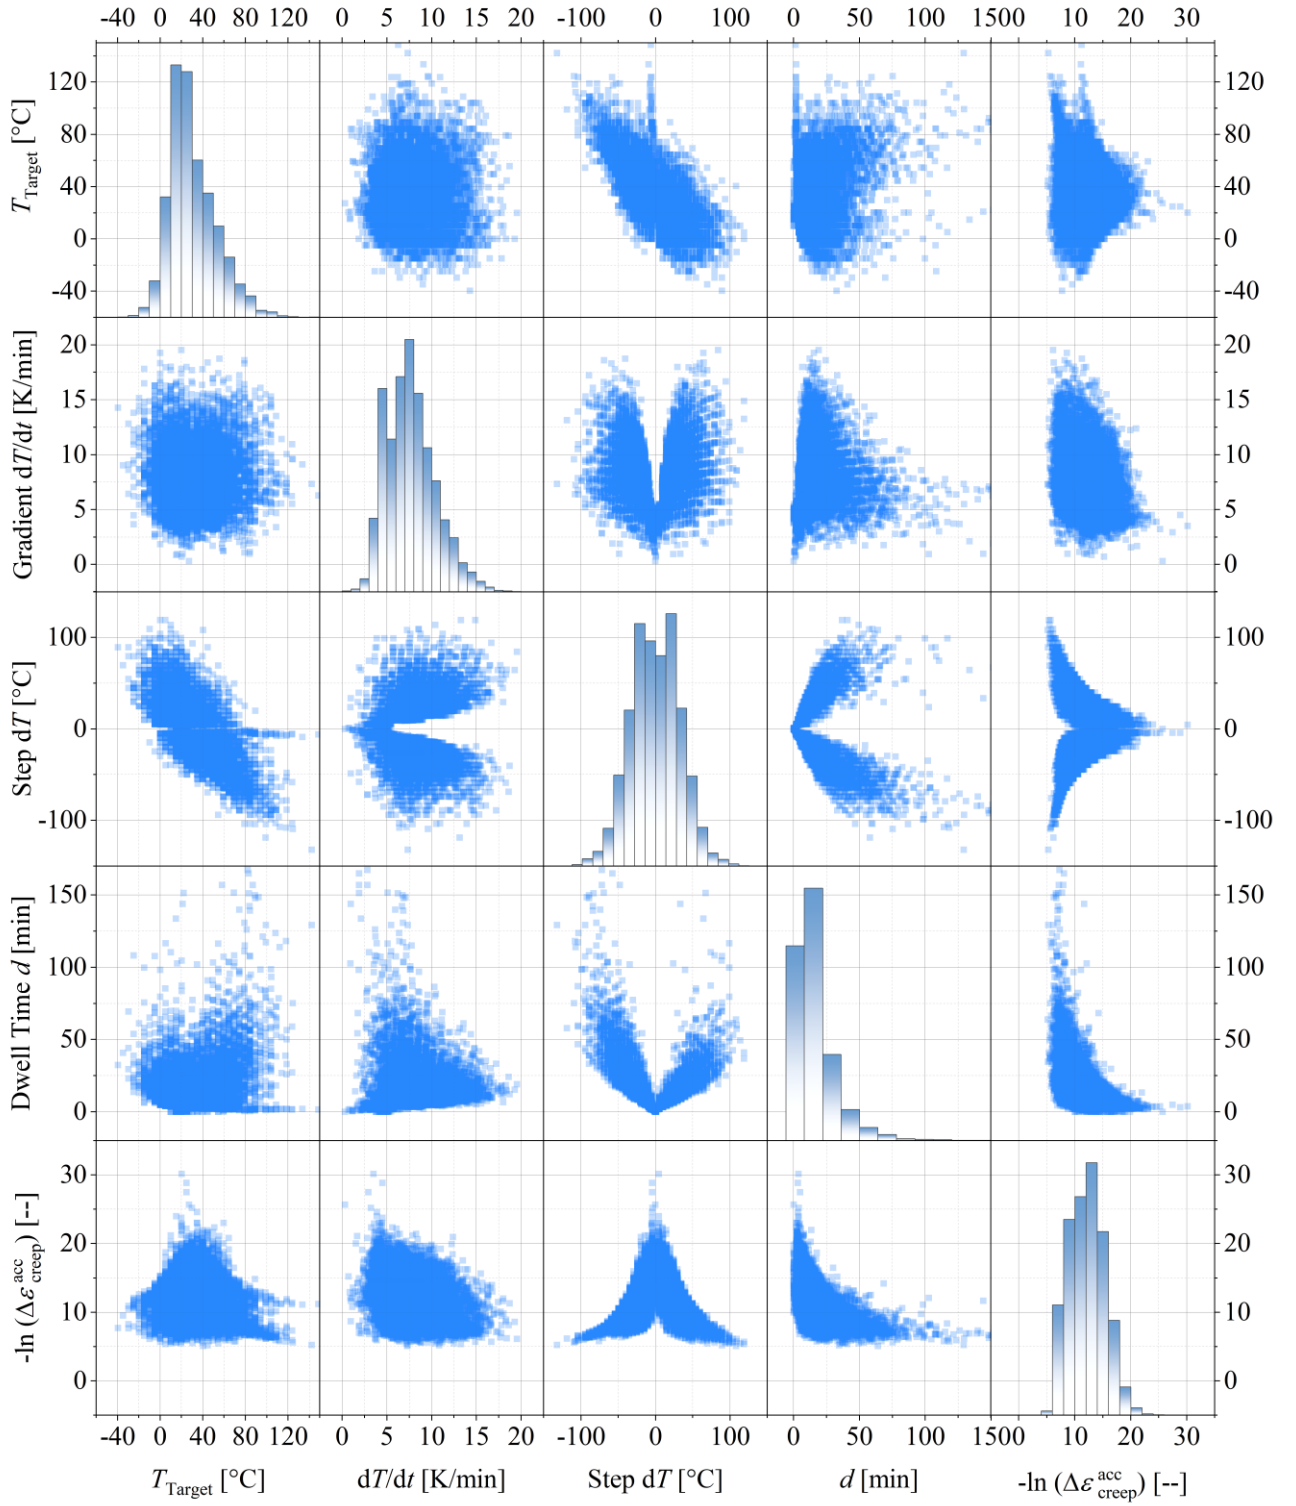 -40 0 40 80 120 0 5 10 15 20 -100 0 100 0 50 100 1500 10 20 30
T_Target [°C]
120 120
80 80
40 40
0 0
-40 -40
Gradient dT/dt [K/min]
20 20
15 15
10 10
5 5
0 0
Step dT [°C]
100 100
0 0
-100 -100
Dwell Time d [min]
150 150
100 100
50 50
0 0
-ln (Δε^acc_creep) [--]
30 30
20 20
10 10
0 0
-40 0 40 80 120 0 5 10 15 20 -100 0 100 0 50 100 1500 10 20 30
T_Target [°C] dT/dt [K/min] Step dT [°C] d [min] -ln (Δε^acc_creep) [--]